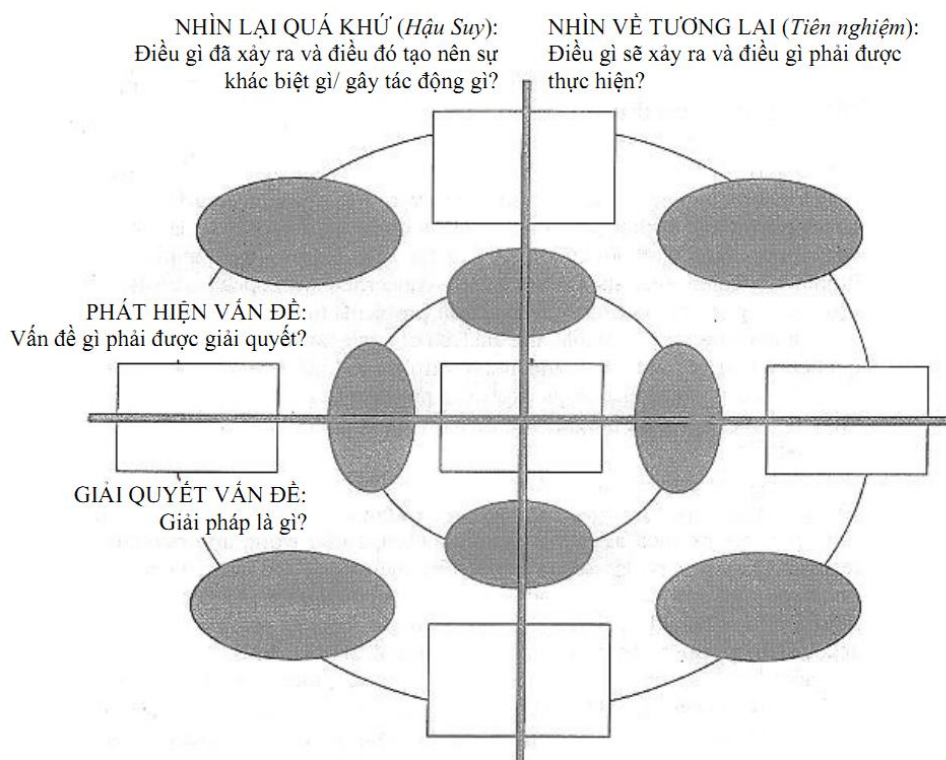 NHÌN LẠI QUÁ KHỨ (Hậu Suy):
Điều gì đã xảy ra và điều đó tạo nên sự
khác biệt gì/ gây tác động gì?
NHÌN VỀ TƯƠNG LAI (Tiên nghiệm):
Điều gì sẽ xảy ra và điều gì phải được
thực hiện?
PHÁT HIỆN VẤN ĐỀ:
Vấn đề gì phải được giải quyết?
GIẢI QUYẾT VẤN ĐỀ:
Giải pháp là gì?